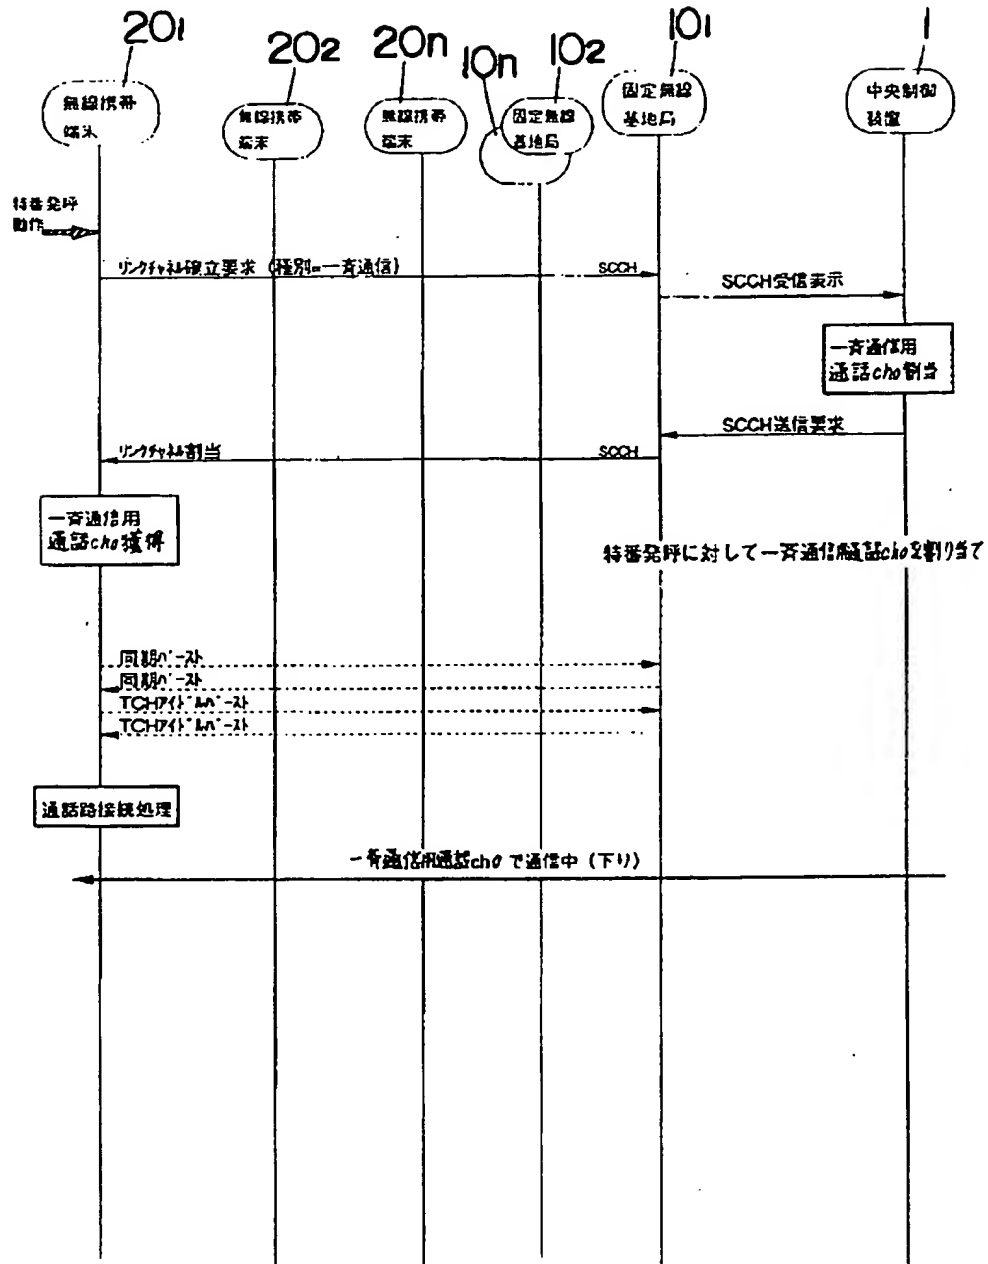 20₁
20₂
20n
10n
10₂
10₁
1
無線携帯
端末
無線携帯
端末
無線携帯
端末
固定無線
基地局
固定無線
基地局
中央制御
装置
特番発呼
動作
リンクチャネル確立要求 (種別=一斉通信)
SCCH
SCCH受信表示
一斉通信用
通話cha割当
SCCH送信要求
リンクチャネル割当
SCCH
一斉通信用
通話cha獲得
特番発呼に対して一斉通信用通話chaを割り当て
同期バースト
同期バースト
TCHアイドルバースト
TCHアイドルバースト
通話路接続処理
一斉通信用通話chaで通信中 (下り)